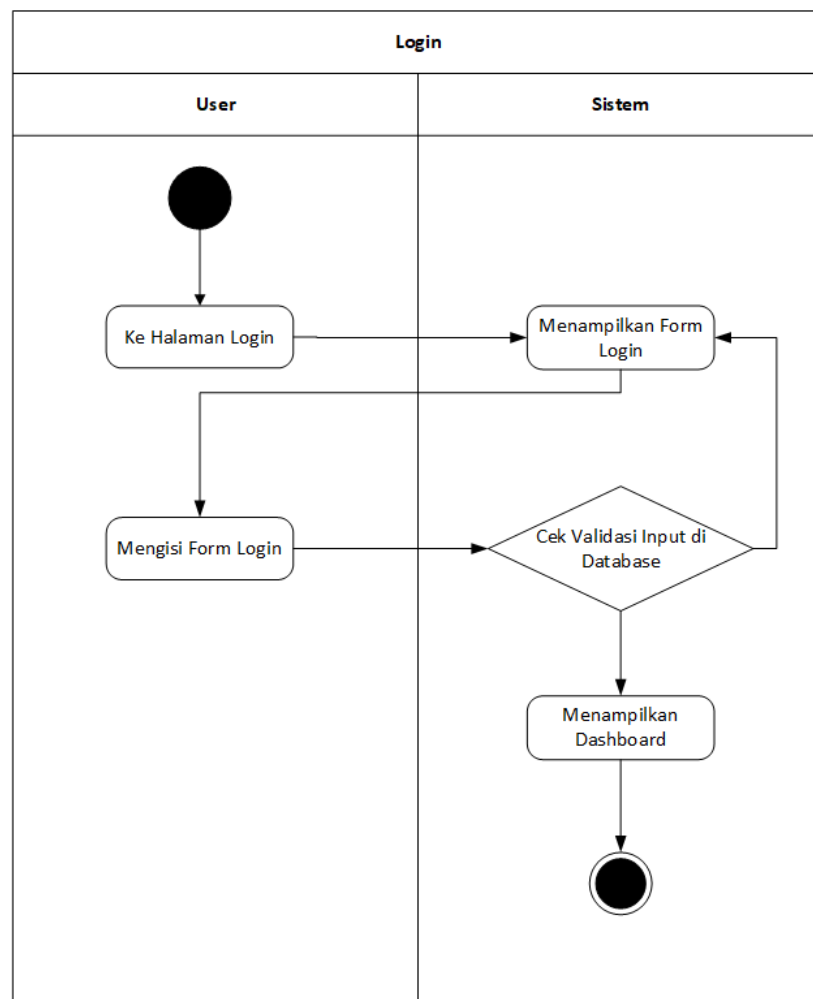 Login
User
Sistem
Ke Halaman Login
Menampilkan Form
Login
Mengisi Form Login
Cek Validasi Input di
Database
Menampilkan
Dashboard